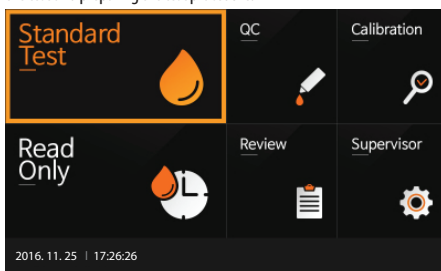 Standard
Test
QC
Calibration
Read
Only
Review
Supervisor
2016. 11. 25 | 17:26:26